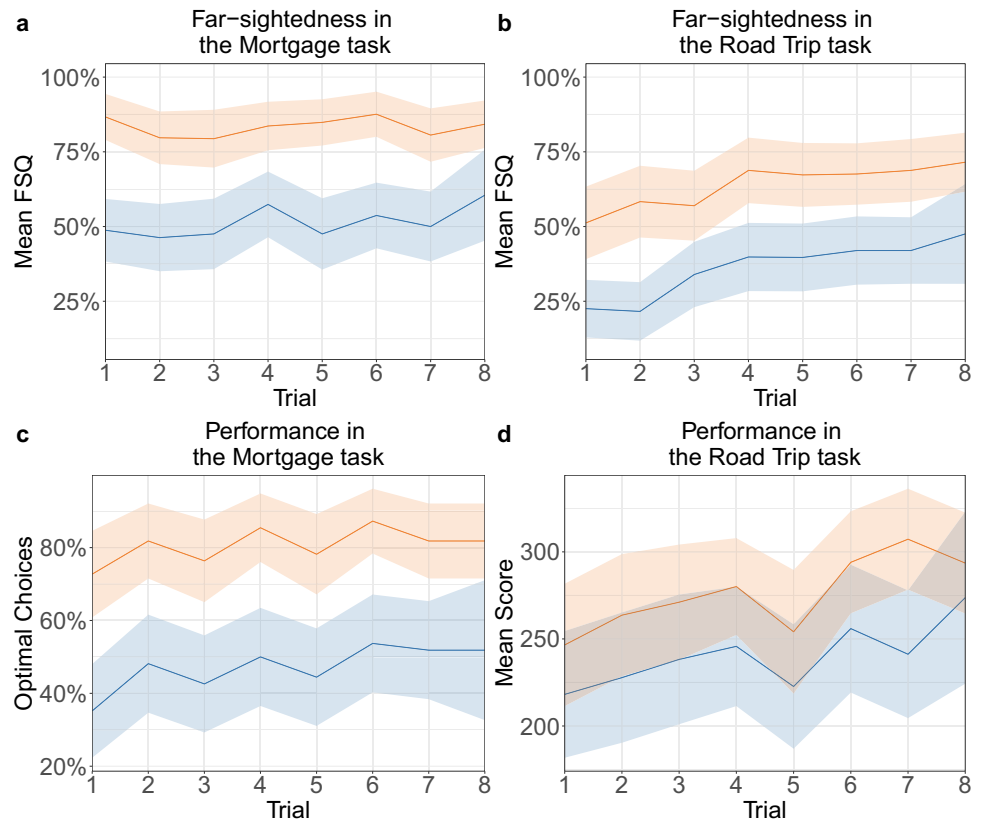 a
Far−sightedness in
the Mortgage task
Mean FSQ
100%
75%
50%
25%
1 2 3 4 5 6 7 8
Trial
b
Far−sightedness in
the Road Trip task
Mean FSQ
100%
75%
50%
25%
1 2 3 4 5 6 7 8
Trial
c
Performance in
the Mortgage task
Optimal Choices
80%
60%
40%
20%
1 2 3 4 5 6 7 8
Trial
d
Performance in
the Road Trip task
Mean Score
300
250
200
1 2 3 4 5 6 7 8
Trial